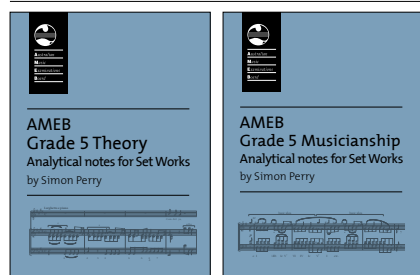 Australian
Music
Examinations
Board
AMEB
Grade 5 Theory
Analytical notes for Set Works
by Simon Perry
Australian
Music
Examinations
Board
AMEB
Grade 5 Musicianship
Analytical notes for Set Works
by Simon Perry